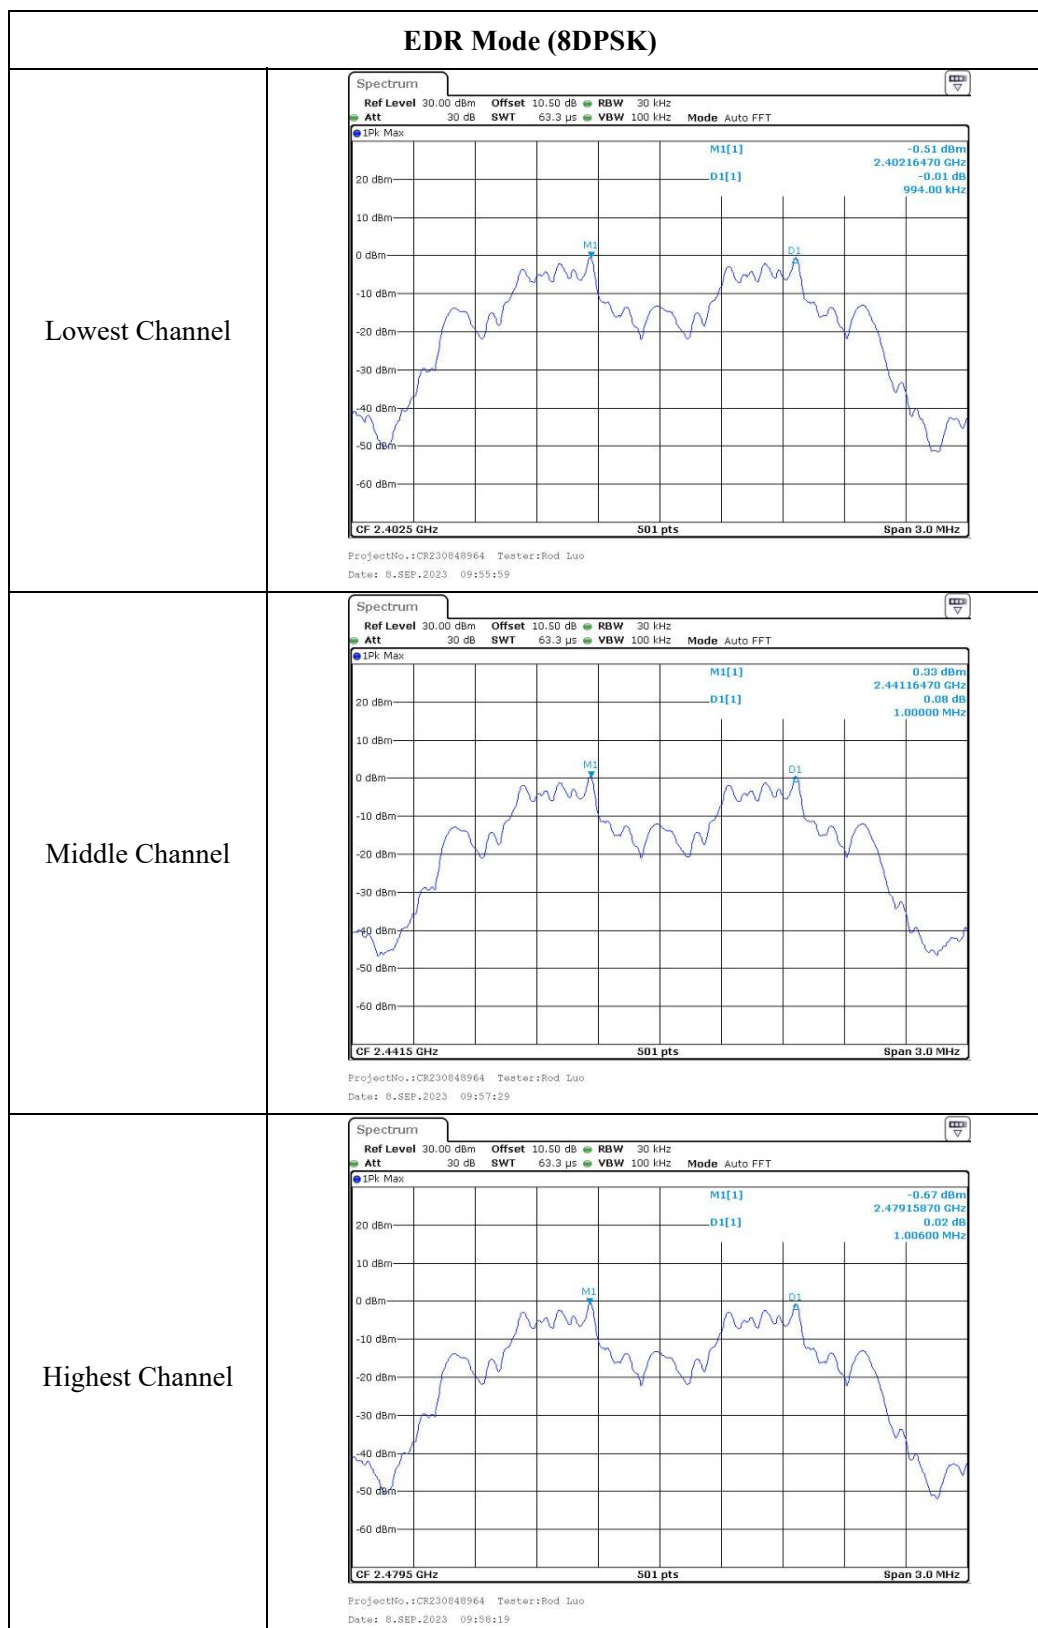 EDR Mode (8DPSK)
Lowest Channel
Spectrum
Ref Level 30.00 dBm Offset 10.50 dB RBW 30 kHz
Att 30 dB SWT 63.3 µs VBW 100 kHz Mode Auto FFT
1Pk Max
M1[1] -0.51 dBm
2.40216470 GHz
D1[1] -0.01 dB
994.00 kHz
20 dBm
10 dBm
M1
D1
0 dBm
-10 dBm
-20 dBm
-30 dBm
-40 dBm
-50 dBm
-60 dBm
CF 2.4025 GHz 501 pts Span 3.0 MHz
ProjectNo.:CR230848964 Tester:Rod Luo
Date: 8.SEP.2023 09:55:59
Middle Channel
Spectrum
Ref Level 30.00 dBm Offset 10.50 dB RBW 30 kHz
Att 30 dB SWT 63.3 µs VBW 100 kHz Mode Auto FFT
1Pk Max
M1[1] 0.33 dBm
2.44116470 GHz
D1[1] 0.08 dB
1.00000 MHz
20 dBm
10 dBm
M1
D1
0 dBm
-10 dBm
-20 dBm
-30 dBm
-40 dBm
-50 dBm
-60 dBm
CF 2.4415 GHz 501 pts Span 3.0 MHz
ProjectNo.:CR230848964 Tester:Rod Luo
Date: 8.SEP.2023 09:57:29
Highest Channel
Spectrum
Ref Level 30.00 dBm Offset 10.50 dB RBW 30 kHz
Att 30 dB SWT 63.3 µs VBW 100 kHz Mode Auto FFT
1Pk Max
M1[1] -0.67 dBm
2.47915870 GHz
D1[1] 0.02 dB
1.00600 MHz
20 dBm
10 dBm
M1
D1
0 dBm
-10 dBm
-20 dBm
-30 dBm
-40 dBm
-50 dBm
-60 dBm
CF 2.4795 GHz 501 pts Span 3.0 MHz
ProjectNo.:CR230848964 Tester:Rod Luo
Date: 8.SEP.2023 09:58:19